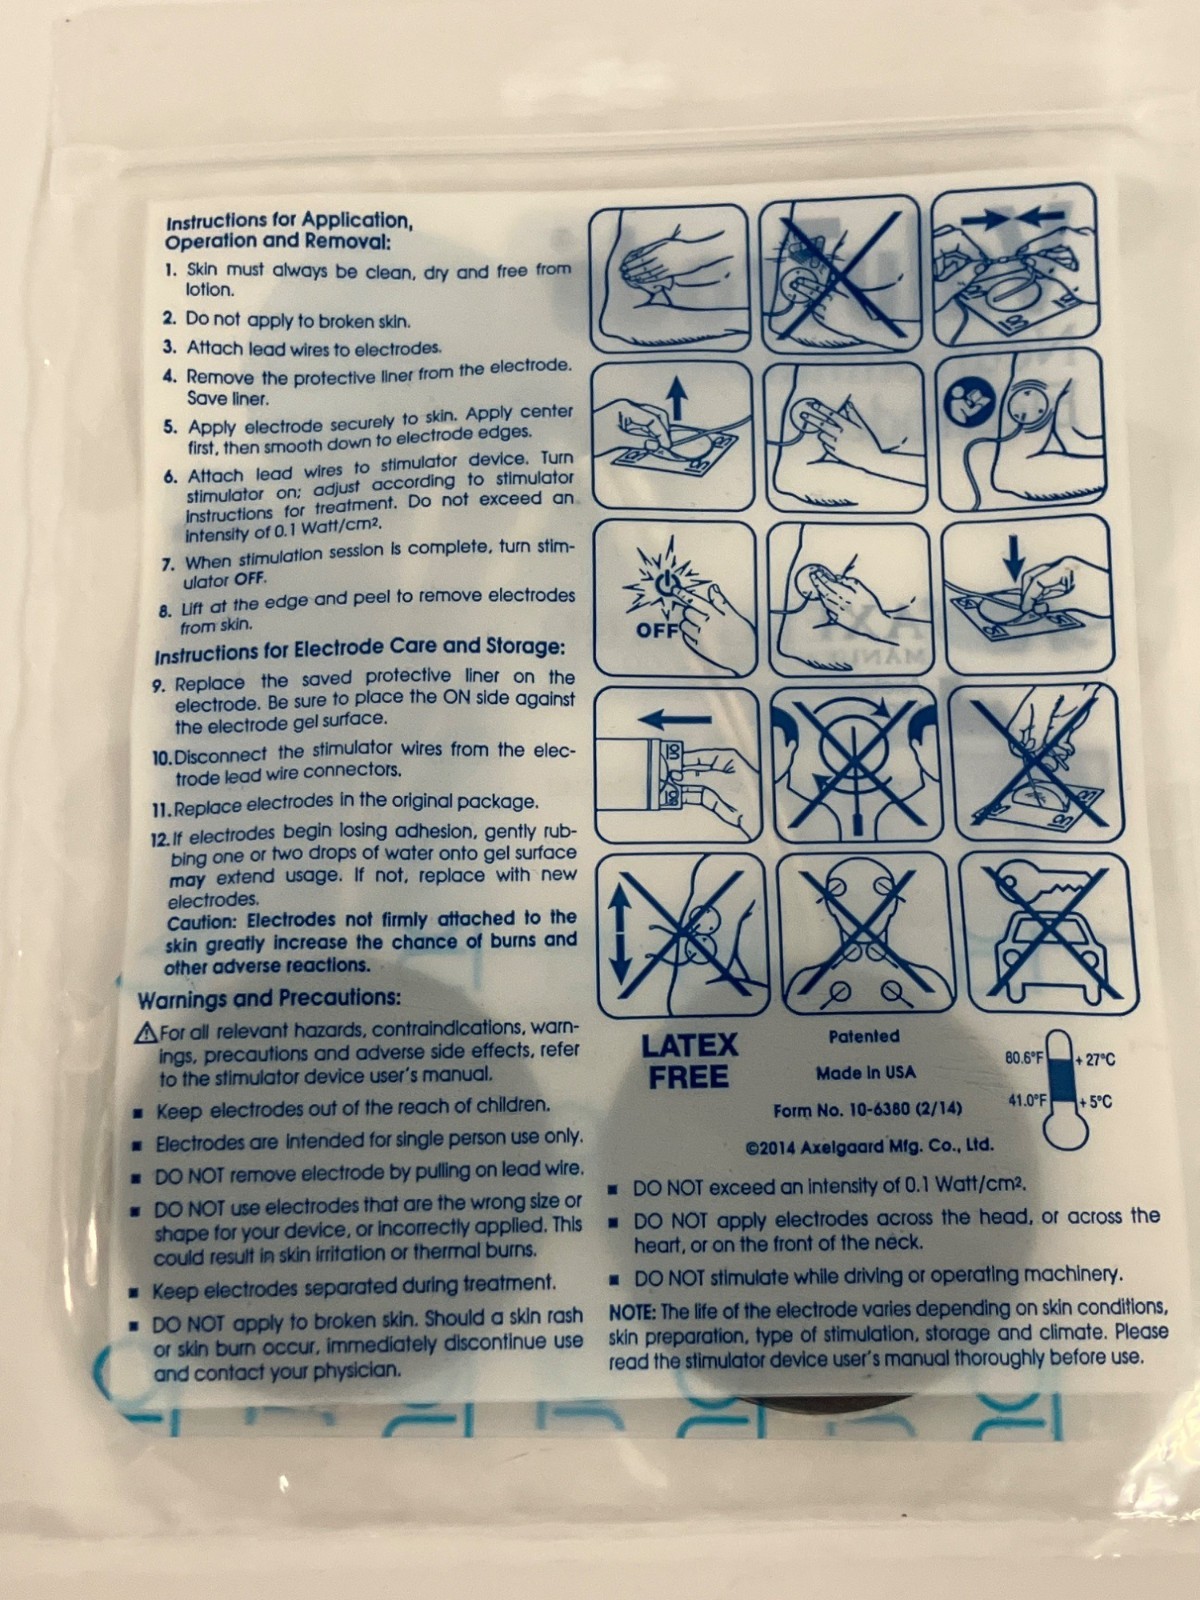 Instructions for Application,
Operation and Removal:
1. Skin must always be clean, dry and free from
lotion.
2. Do not apply to broken skin.
3. Attach lead wires to electrodes.
4. Remove the protective liner from the electrode.
Save liner.
5. Apply electrode securely to skin. Apply center
first, then smooth down to electrode edges.
6. Attach lead wires to stimulator device. Turn
stimulator on; adjust according to stimulator
instructions for treatment. Do not exceed an
intensity of 0.1 Watt/cm².
7. When stimulation session is complete, turn stim-
ulator OFF.
8. Lift at the edge and peel to remove electrodes
from skin.
Instructions for Electrode Care and Storage:
9. Replace the saved protective liner on the
electrode. Be sure to place the ON side against
the electrode gel surface.
10. Disconnect the stimulator wires from the elec-
trode lead wire connectors.
11. Replace electrodes in the original package.
12. If electrodes begin losing adhesion, gently rub-
bing one or two drops of water onto gel surface
may extend usage. If not, replace with new
electrodes.
Caution: Electrodes not firmly attached to the
skin greatly increase the chance of burns and
other adverse reactions.
Warnings and Precautions:
For all relevant hazards, contraindications, warn-
ings, precautions and adverse side effects, refer
to the stimulator device user's manual.
▪ Keep electrodes out of the reach of children.
▪ Electrodes are intended for single person use only.
▪ DO NOT remove electrode by pulling on lead wire.
▪ DO NOT use electrodes that are the wrong size or
shape for your device, or incorrectly applied. This
could result in skin irritation or thermal burns.
▪ Keep electrodes separated during treatment.
▪ DO NOT apply to broken skin. Should a skin rash
or skin burn occur, immediately discontinue use
and contact your physician.
OFF
LATEX
FREE
Patented
Made in USA
Form No. 10-6380 (2/14)
©2014 Axelgaard Mfg. Co., Ltd.
80.6°F +27°C
41.0°F +5°C
▪ DO NOT exceed an intensity of 0.1 Watt/cm².
▪ DO NOT apply electrodes across the head, or across the
heart, or on the front of the neck.
▪ DO NOT stimulate while driving or operating machinery.
NOTE: The life of the electrode varies depending on skin conditions,
skin preparation, type of stimulation, storage and climate. Please
read the stimulator device user's manual thoroughly before use.